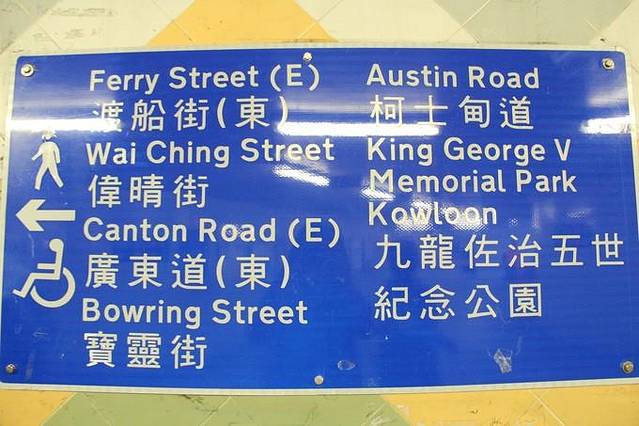 Ferry Street (E)
渡船街(東)
Wai Ching Street
偉晴街
Canton Road (E)
廣東道(東)
Bowring Street
寶靈街
Austin Road
柯士甸道
King George V
Memorial Park
Kowloon
九龍佐治五世
紀念公園